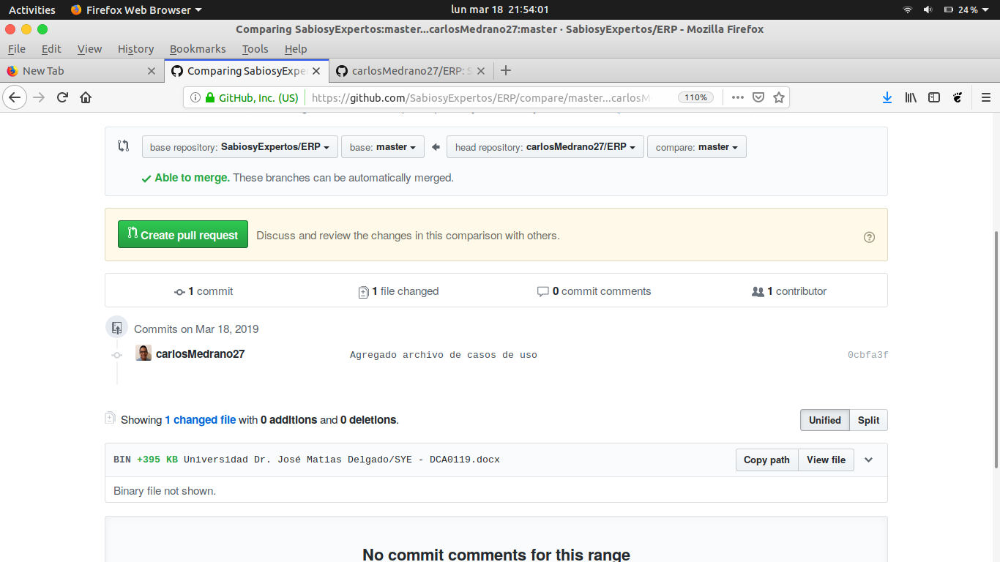 Activities Firefox Web Browser lun mar 18 21:54:01 24 %
Comparing SabiosyExpertos:master...carlosMedrano27:master · SabiosyExpertos/ERP - Mozilla Firefox
File Edit View History Bookmarks Tools Help
New Tab Comparing SabiosyExpe carlosMedrano27/ERP: S
GitHub, Inc. (US) https://github.com/SabiosyExpertos/ERP/compare/master...carlosM 110%
base repository: SabiosyExpertos/ERP base: master head repository: carlosMedrano27/ERP compare: master
Able to merge. These branches can be automatically merged.
Create pull request Discuss and review the changes in this comparison with others.
1 commit 1 file changed 0 commit comments 1 contributor
Commits on Mar 18, 2019
carlosMedrano27 Agregado archivo de casos de uso 0cbfa3f
Showing 1 changed file with 0 additions and 0 deletions. Unified Split
BIN +395 KB Universidad Dr. José Matias Delgado/SYE - DCA0119.docx Copy path View file
Binary file not shown.
No commit comments for this range